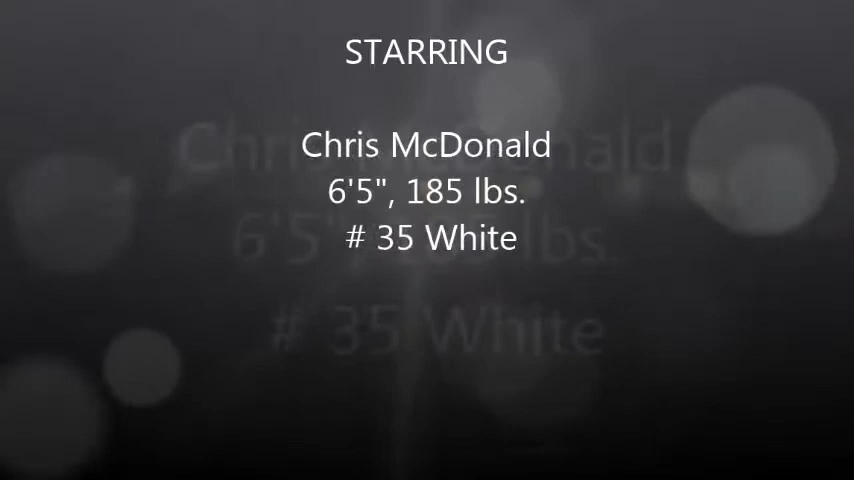 STARRING
Chris McDonald
6'5", 185 lbs.
# 35 White